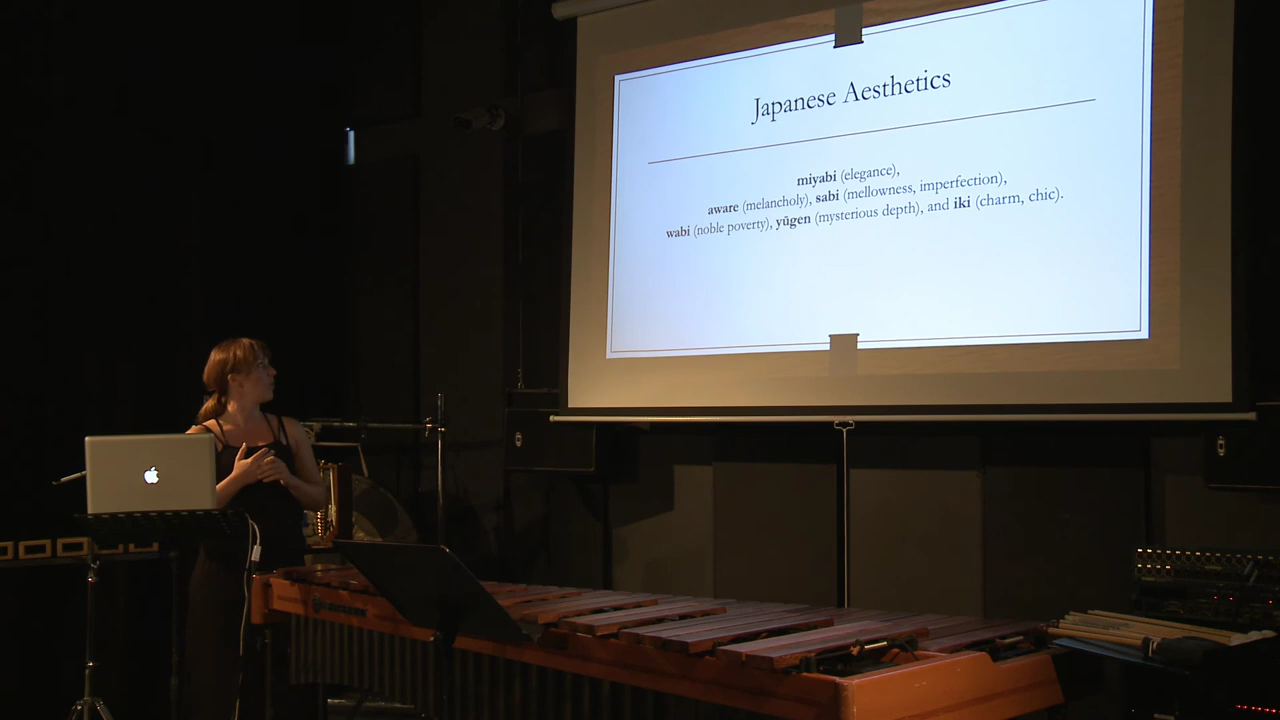 Japanese Aesthetics
miyabi (elegance),
aware (melancholy), sabi (mellowness, imperfection),
wabi (noble poverty), yūgen (mysterious depth), and iki (charm, chic).